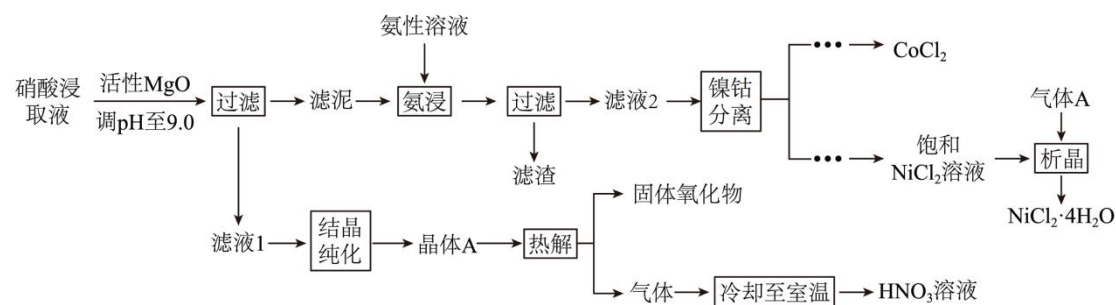 氨性溶液
硝酸浸
取液
活性MgO
调pH至9.0
过滤
滤泥
氨浸
过滤
滤液2
镍钴
分离
•••
CoCl₂
滤渣
•••
饱和
NiCl₂溶液
气体A
析晶
NiCl₂·4H₂O
滤液1
结晶
纯化
晶体A
热解
固体氧化物
气体
冷却至室温
HNO₃溶液